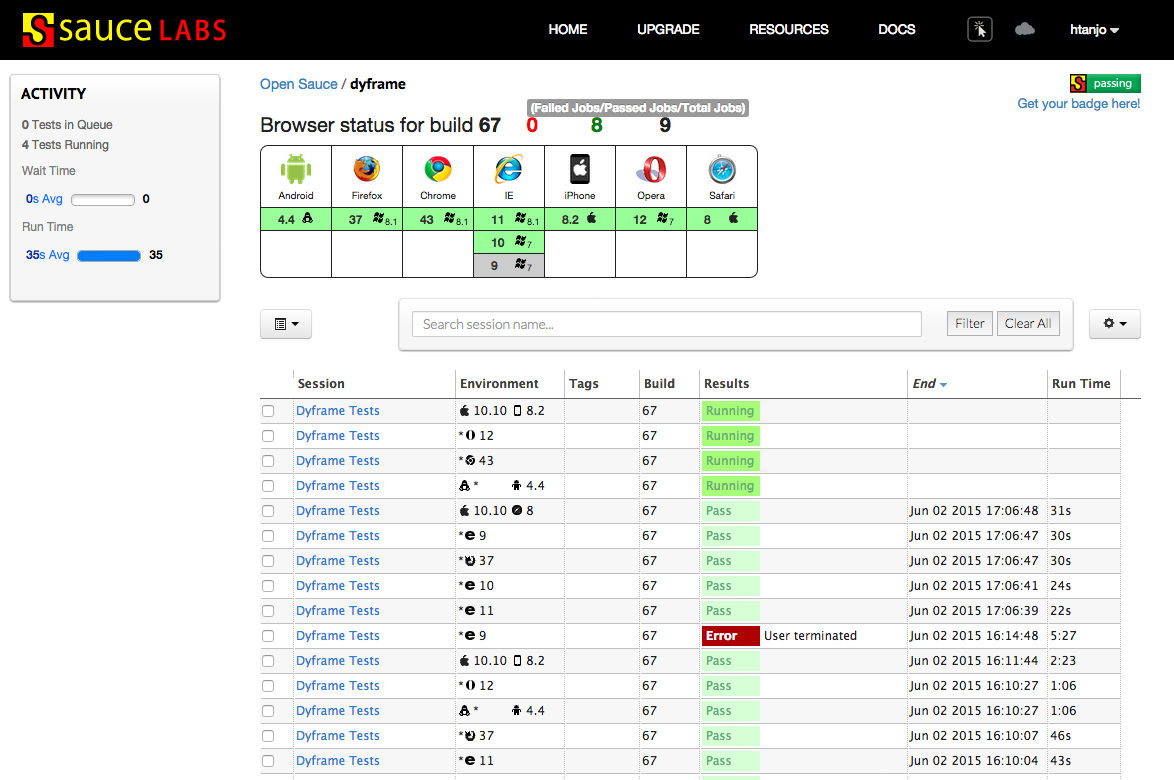 sauce LABS
HOME UPGRADE RESOURCES DOCS htanjo
ACTIVITY
0 Tests in Queue
4 Tests Running
Wait Time
0s Avg 0
Run Time
35s Avg 35
Open Sauce / dyframe
passing
Get your badge here!
(Failed Jobs/Passed Jobs/Total Jobs)
Browser status for build 67 0 8 9
Android Firefox Chrome IE iPhone Opera Safari
4.4 37 8.1 43 8.1 11 8.1 8.2 12 7 8
10 7
9 7
Search session name... Filter Clear All
Session Environment Tags Build Results End Run Time
Dyframe Tests 10.10 8.2 67 Running
Dyframe Tests * 12 67 Running
Dyframe Tests * 43 67 Running
Dyframe Tests * 4.4 67 Running
Dyframe Tests 10.10 8 67 Pass Jun 02 2015 17:06:48 31s
Dyframe Tests * 9 67 Pass Jun 02 2015 17:06:47 30s
Dyframe Tests * 37 67 Pass Jun 02 2015 17:06:47 30s
Dyframe Tests * 10 67 Pass Jun 02 2015 17:06:41 24s
Dyframe Tests * 11 67 Pass Jun 02 2015 17:06:39 22s
Dyframe Tests * 9 67 Error User terminated Jun 02 2015 16:14:48 5:27
Dyframe Tests 10.10 8.2 67 Pass Jun 02 2015 16:11:44 2:23
Dyframe Tests * 12 67 Pass Jun 02 2015 16:10:27 1:06
Dyframe Tests * 4.4 67 Pass Jun 02 2015 16:10:27 1:06
Dyframe Tests * 37 67 Pass Jun 02 2015 16:10:07 46s
Dyframe Tests * 11 67 Pass Jun 02 2015 16:10:04 43s